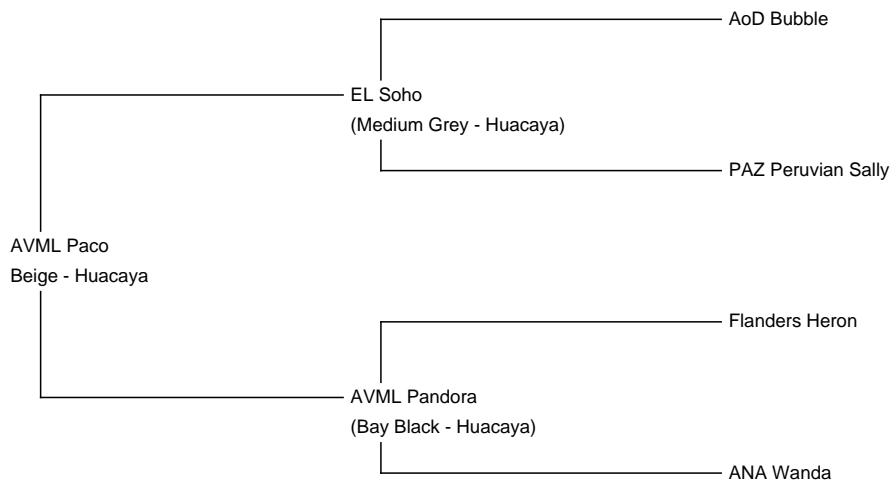 AoD Bubble
EL Soho
(Medium Grey - Huacaya)
PAZ Peruvian Sally
AVML Paco
Beige - Huacaya
Flanders Heron
AVML Pandora
(Bay Black - Huacaya)
ANA Wanda